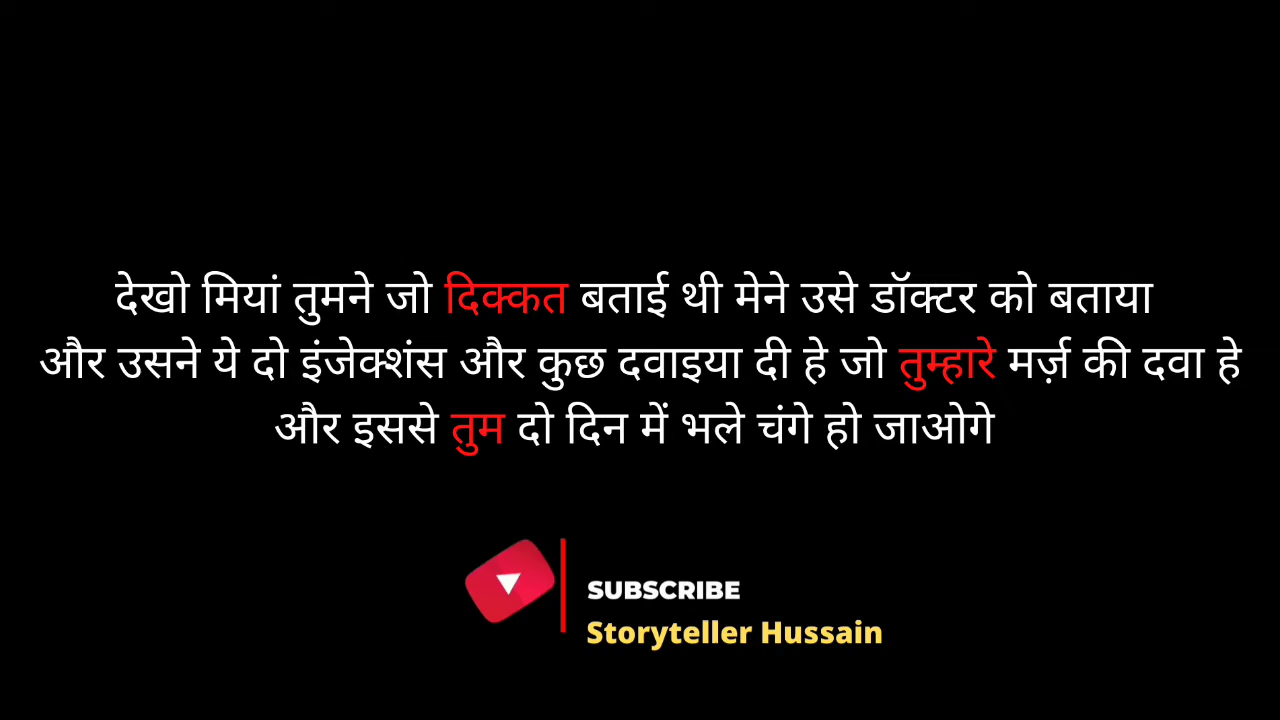 देखो मियां तुमने जो दिक्कत बताई थी मेने उसे डॉक्टर को बताया
और उसने ये दो इंजेक्शंस और कुछ दवाइया दी हे जो तुम्हारे मर्ज़ की दवा हे
और इससे तुम दो दिन में भले चंगे हो जाओगे
SUBSCRIBE
Storyteller Hussain